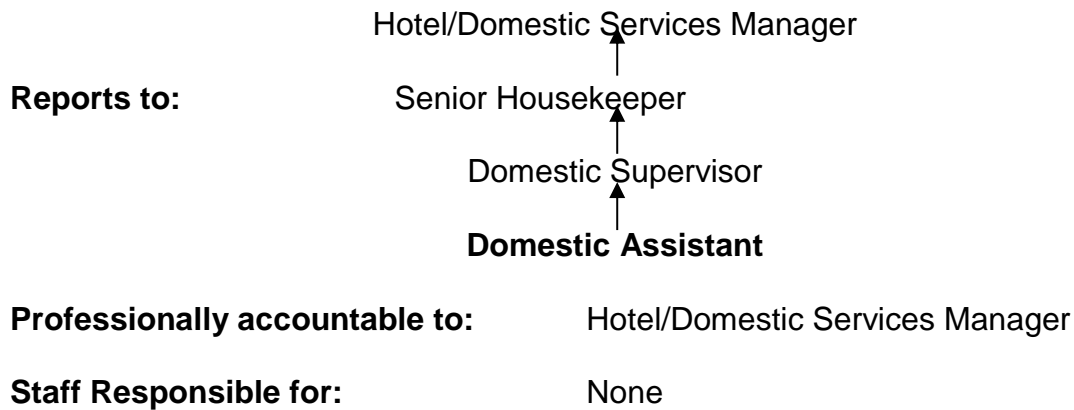 Hotel/Domestic Services Manager
Reports to: Senior Housekeeper
Domestic Supervisor
Domestic Assistant
Professionally accountable to: Hotel/Domestic Services Manager
Staff Responsible for: None